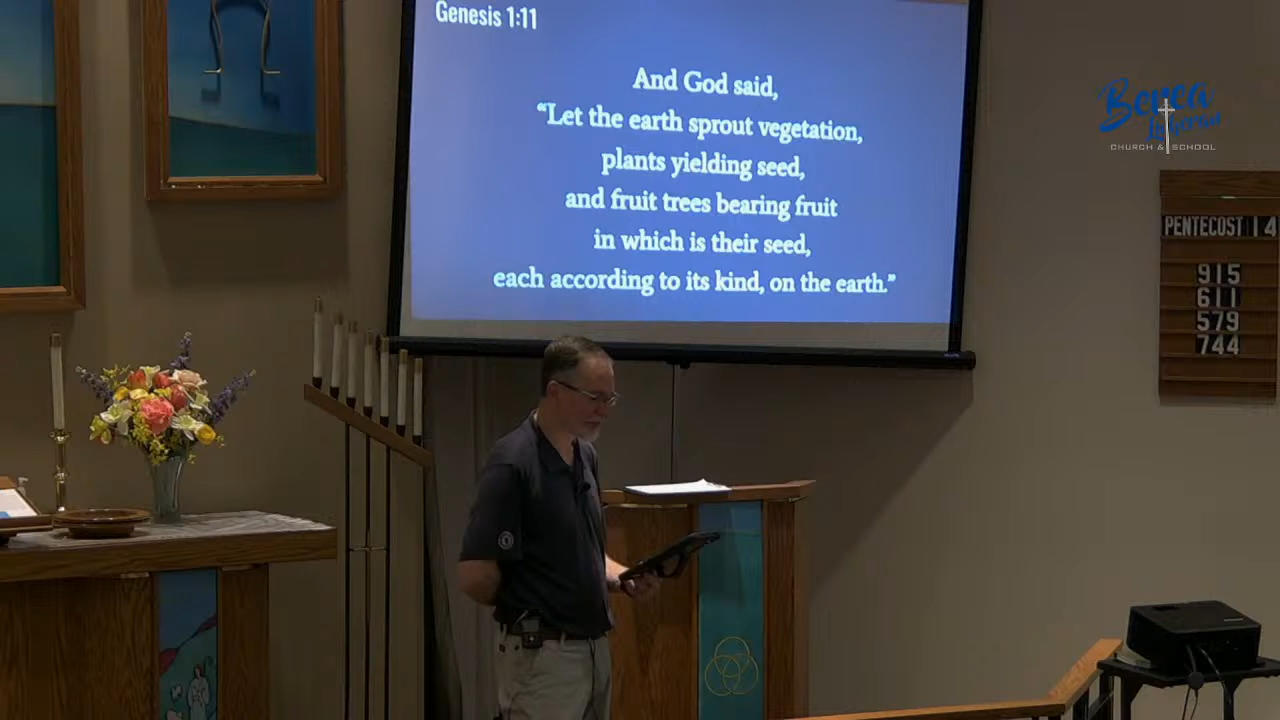 Genesis 1:11
And God said,
“Let the earth sprout vegetation,
plants yielding seed,
and fruit trees bearing fruit
in which is their seed,
each according to its kind, on the earth.”
Berea
Lutheran
CHURCH & SCHOOL
PENTECOST 14
915
611
579
744